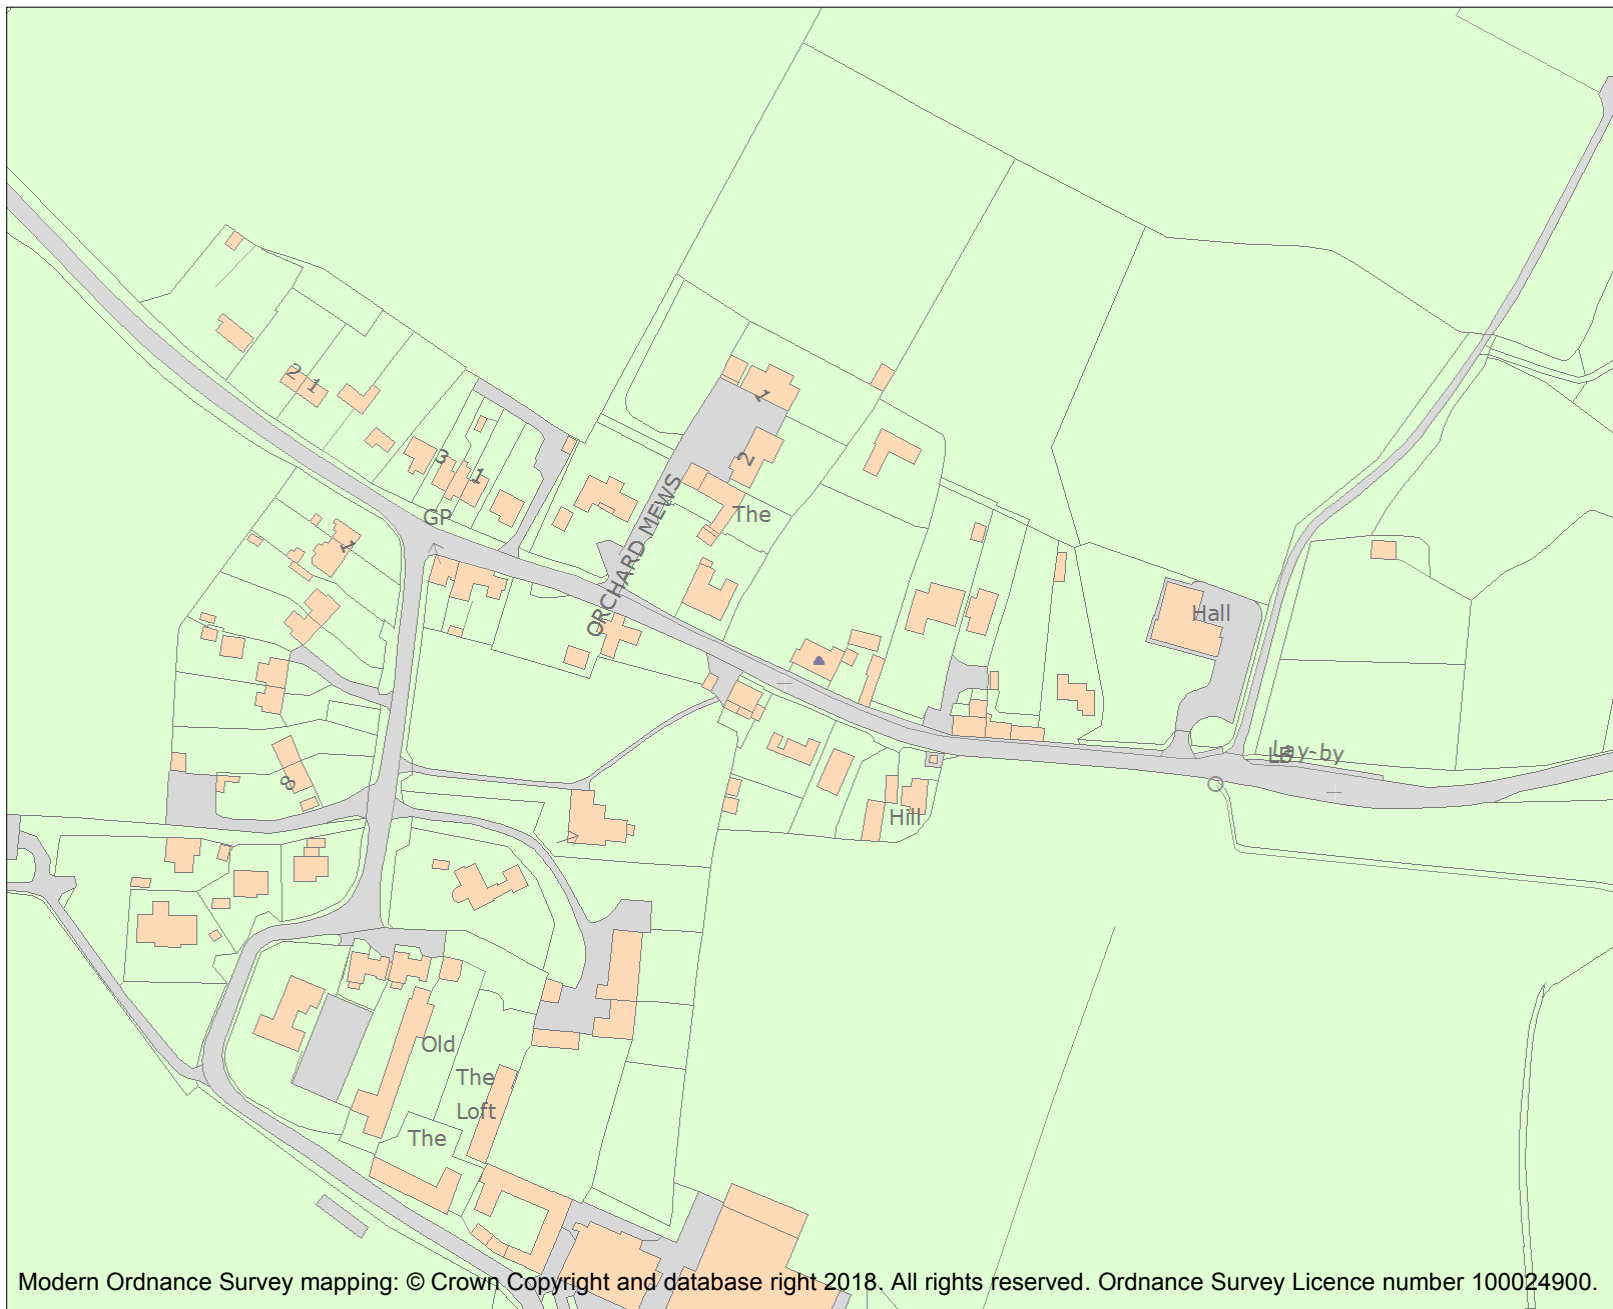 2 1
1
3 1
2
GP
The
ORCHARD MEWS
1
Hall
Lay-by
LB
8
Hill
Old
The
Loft
The
Modern Ordnance Survey mapping: © Crown Copyright and database right 2018. All rights reserved. Ordnance Survey Licence number 100024900.